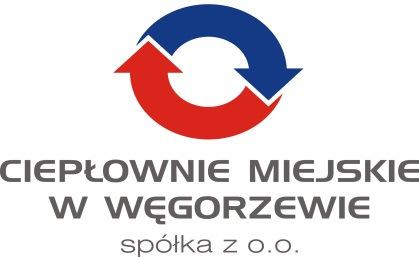 CIEPŁOWNIE MIEJSKIE
W WĘGORZEWIE
spółka z o.o.